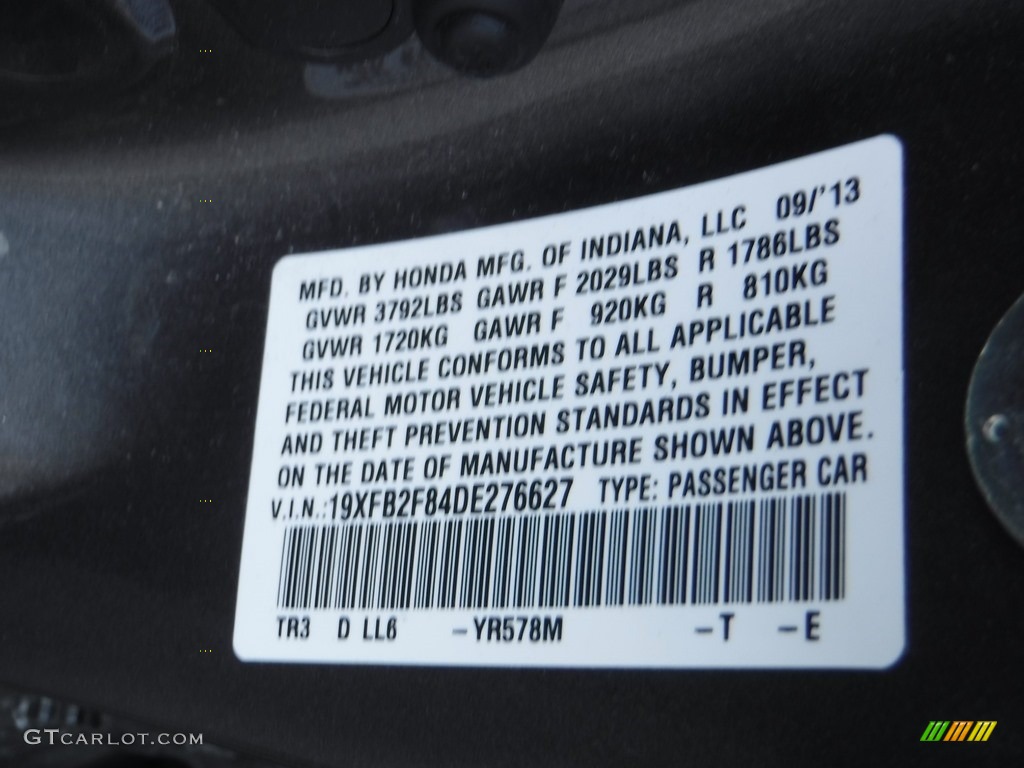 MFD. BY HONDA MFG. OF INDIANA, LLC 09/'13
GVWR 3792LBS GAWR F 2029LBS R 1786LBS
GVWR 1720KG GAWR F 920KG R 810KG
THIS VEHICLE CONFORMS TO ALL APPLICABLE
FEDERAL MOTOR VEHICLE SAFETY, BUMPER,
AND THEFT PREVENTION STANDARDS IN EFFECT
ON THE DATE OF MANUFACTURE SHOWN ABOVE.
V.I.N.:19XFB2F84DE276627 TYPE: PASSENGER CAR
TR3 D LL6 -YR578M -T -E
GTCARLOT.COM